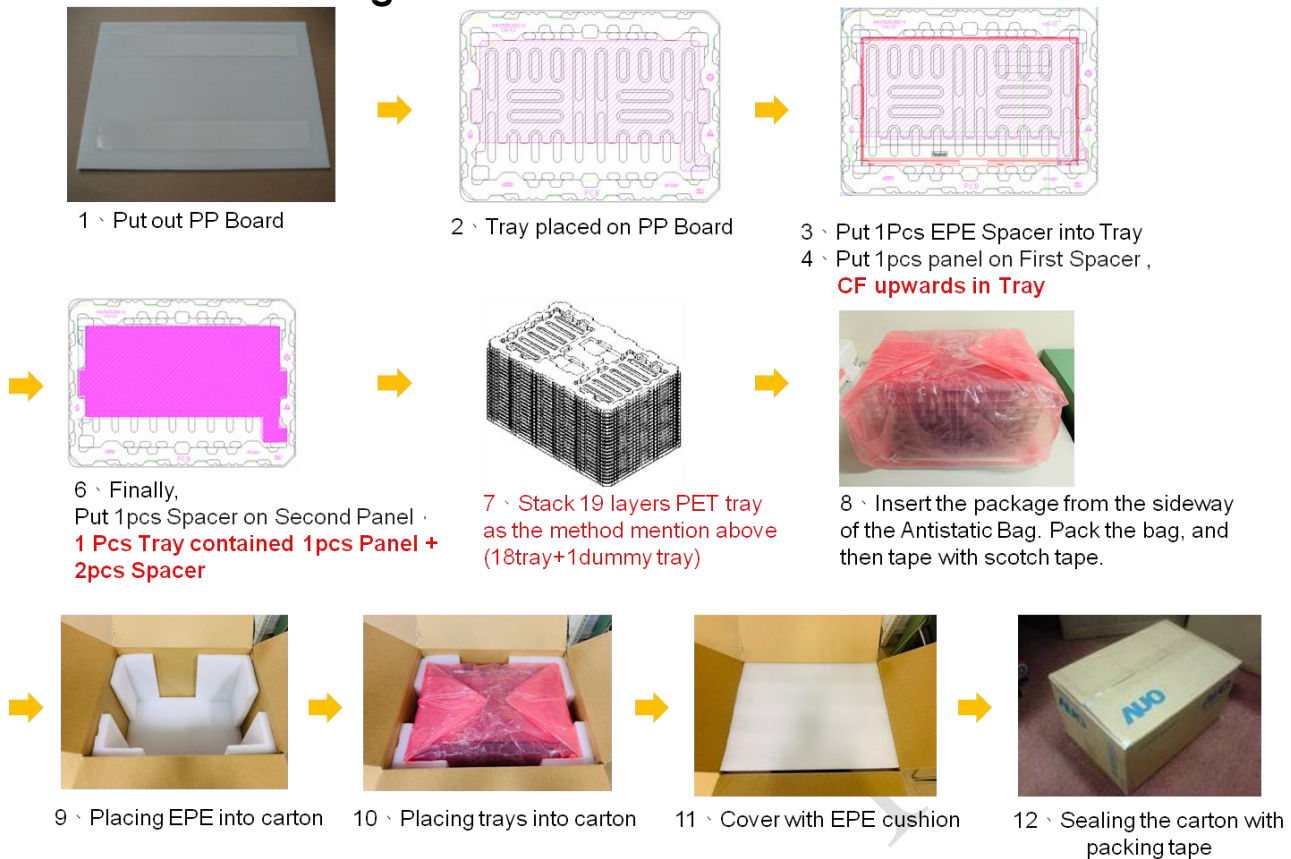 1、Put out PP Board
2、Tray placed on PP Board
3、Put 1Pcs EPE Spacer into Tray
4、Put 1pcs panel on First Spacer ,
CF upwards in Tray
6、Finally,
Put 1pcs Spacer on Second Panel ,
1 Pcs Tray contained 1pcs Panel +
2pcs Spacer
7、Stack 19 layers PET tray
as the method mention above
(18tray+1dummy tray)
8、Insert the package from the sideway
of the Antistatic Bag. Pack the bag, and
then tape with scotch tape.
9、Placing EPE into carton
10、Placing trays into carton
11、Cover with EPE cushion
AUO
12、Sealing the carton with
packing tape